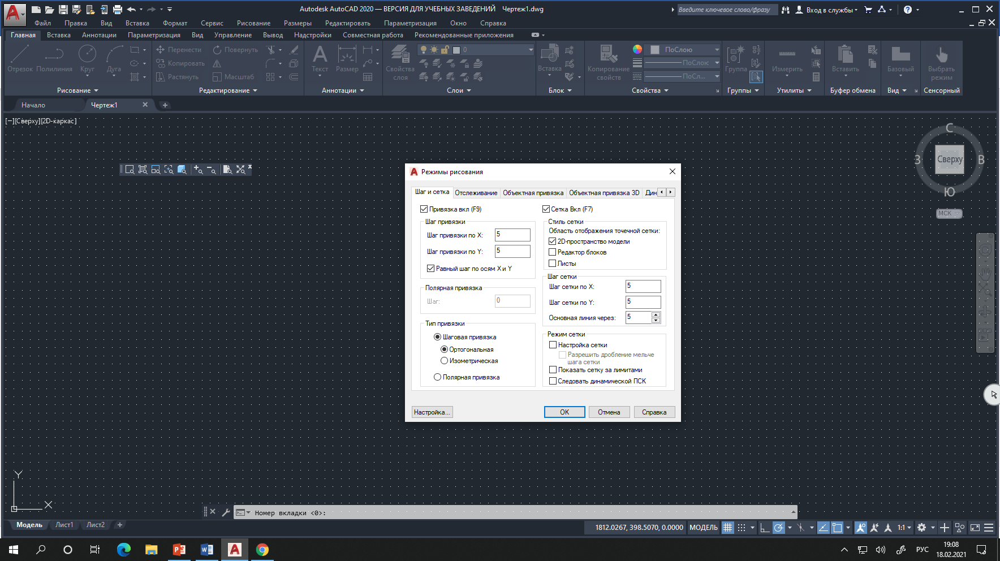 Autodesk AutoCAD 2020 — ВЕРСИЯ ДЛЯ УЧЕБНЫХ ЗАВЕДЕНИЙ Чертеж1.dwg
Введите ключевое слово/фразу
Вход в службы
Файл Правка Вид Вставка Формат Сервис Рисование Размеры Редактировать Параметризация Окно Справка
Главная Вставка Аннотации Параметризация Вид Управление Вывод Надстройки Совместная работа Рекомендованные приложения
Отрезок Полилиния Круг Дуга
Рисование
Перенести Поворотить
Копировать
Растянуть Масштаб
Редактирование
Текст Размер
Аннотации
Свойства слоя
0
Слои
Вставка
Блок
Копирование свойств
ПоСлою
ПоСлою
ПоСл...
Свойства
Группа
Группы
Измерить
Утилиты
Вставить
Буфер обмена
Базовый
Вид
Выбрать режим
Сенсорный
Начало Чертеж1
[−][Сверху][2D-каркас]
С
З Сверху В
Ю
МСК
Режимы рисования
Шаг и сетка Отслеживание Объектная привязка Объектная привязка 3D Дин
Привязка вкл (F9)
Шаг привязки
Шаг привязки по X: 5
Шаг привязки по Y: 5
Равный шаг по осям X и Y
Полярная привязка
Шаг: 0
Тип привязки
Шаговая привязка
Ортогональная
Изометрическая
Полярная привязка
Сетка Вкл (F7)
Стиль сетки
Область отображения точечной сетки:
2D-пространство модели
Редактор блоков
Листы
Шаг сетки
Шаг сетки по X: 5
Шаг сетки по Y: 5
Основная линия через: 5
Режим сетки
Настройка сетки
Разрешить дробление мельче
шага сетки
Показать сетку за лимитами
Следовать динамической ПСК
Настройка... ОК Отмена Справка
Y
X
Номер вкладки <0>:
Модель Лист1 Лист2
1812.0267, 398.5070, 0.0000 МОДЕЛЬ 1:1
РУС
19:08
18.02.2021